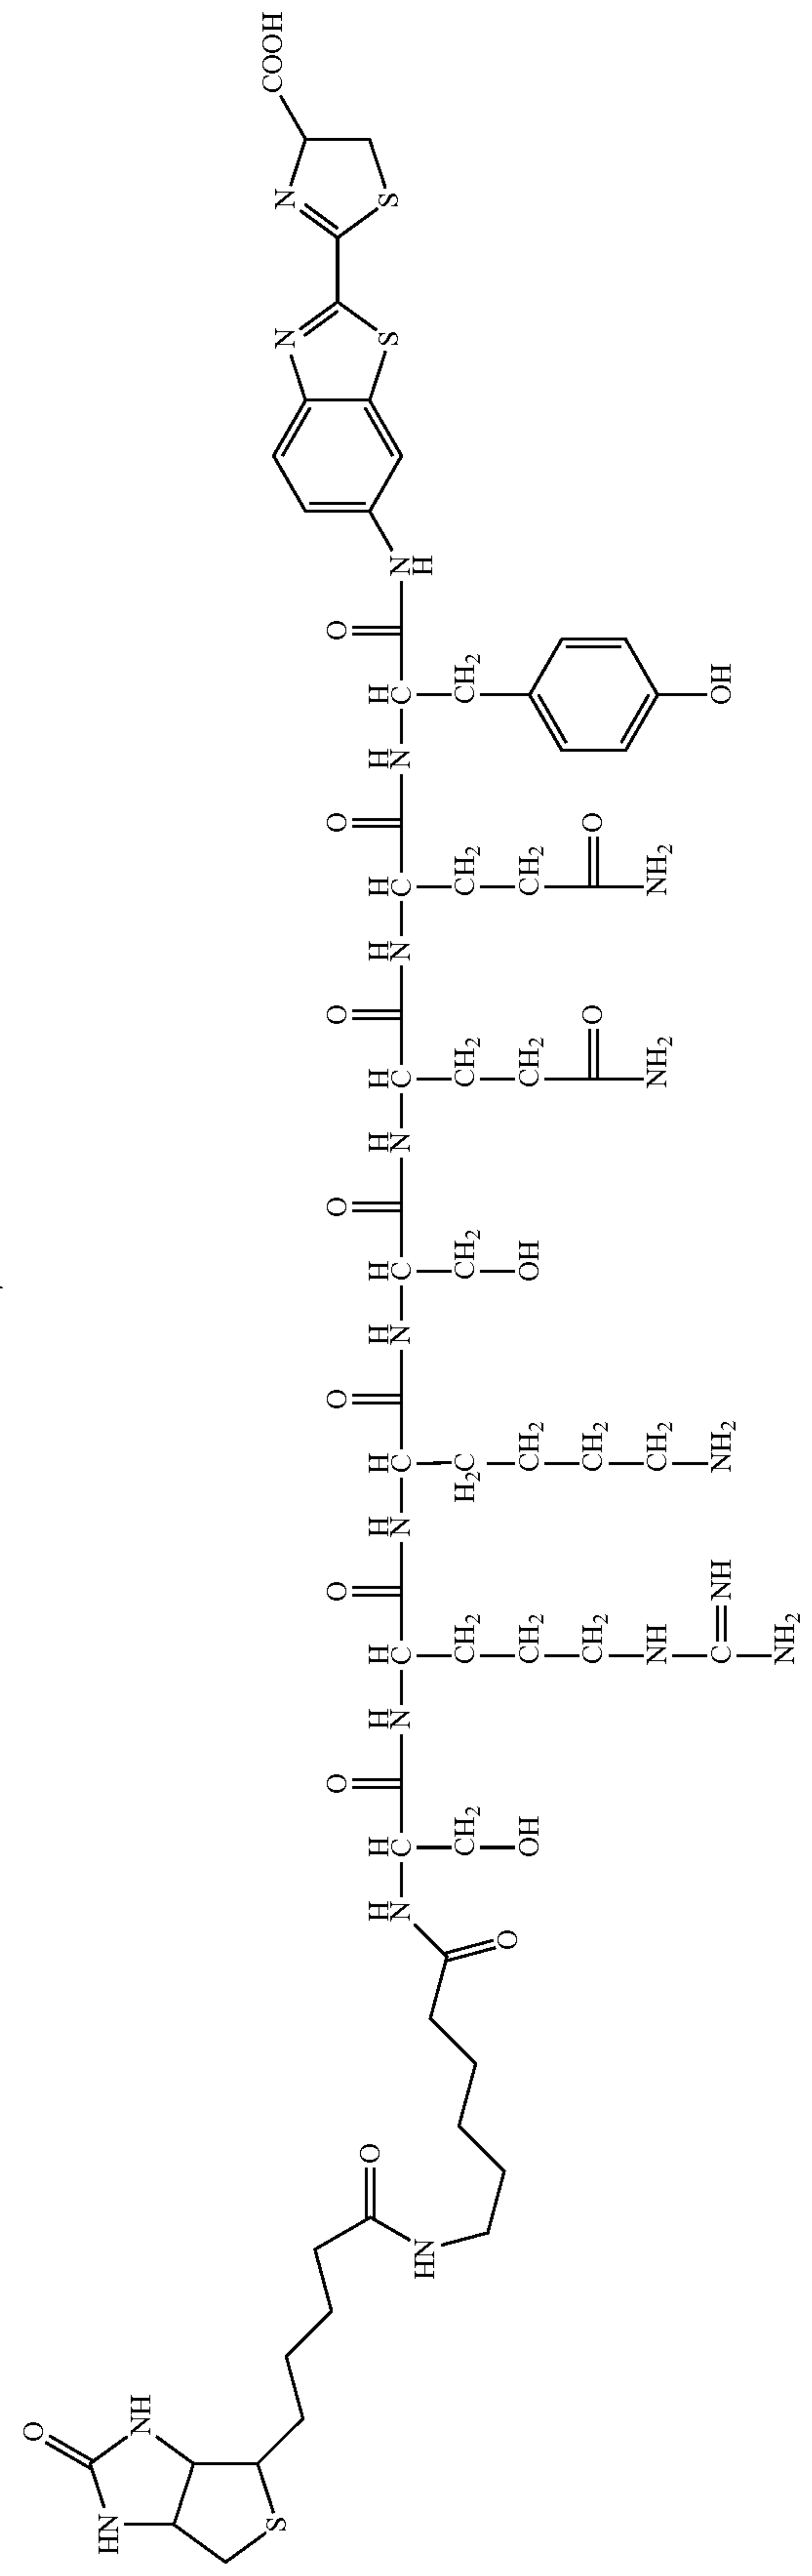 O
HN NH
COOH
S N N
O O O O O O O
O S S
H H H H H H H H H H H H H H
N C N C N C N C N C N C N C N
HN H
CH2 CH2 H2C CH2 CH2 CH2 CH2
O
OH CH2 CH2 OH CH2 CH2
CH2 CH2 O O
NH CH2 NH2 NH2
C NH NH2 OH
NH2